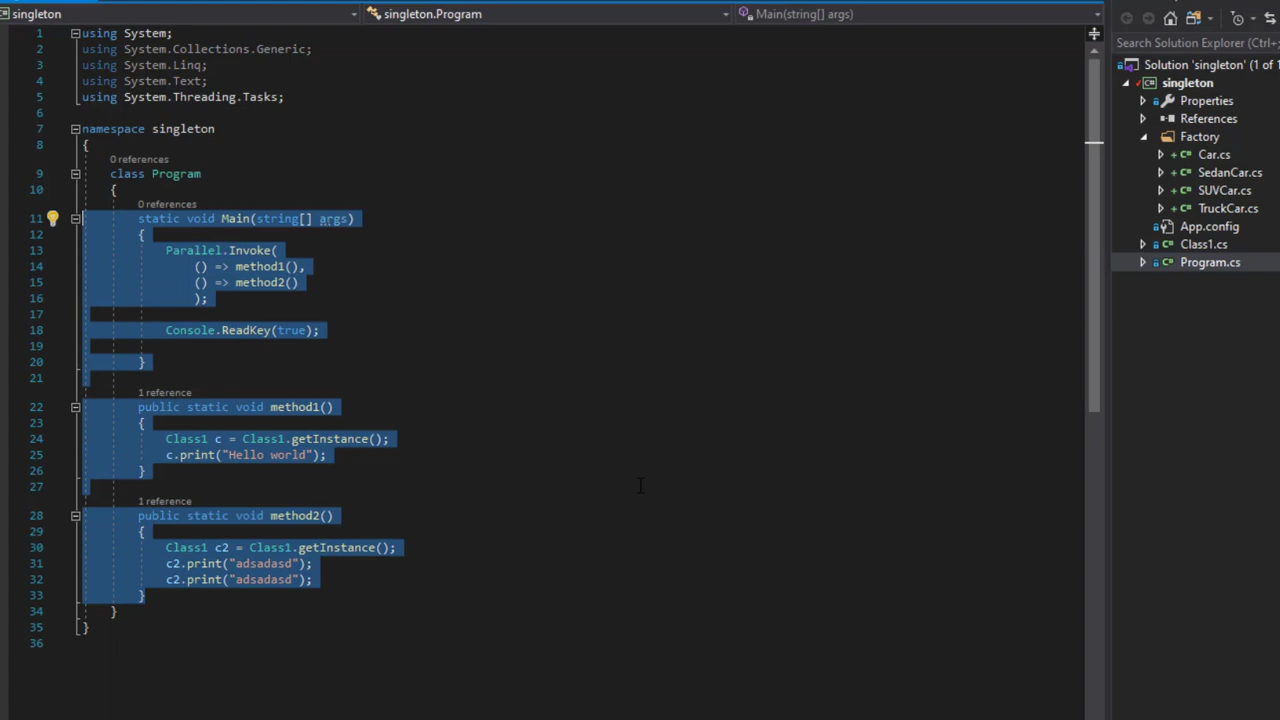 singleton singleton.Program Main(string[] args)
1 using System;
2 using System.Collections.Generic;
3 using System.Linq;
4 using System.Text;
5 using System.Threading.Tasks;
6
7 namespace singleton
8 {
0 references
9 class Program
10 {
0 references
11 static void Main(string[] args)
12 {
13 Parallel.Invoke(
14 () => method1(),
15 () => method2()
16 );
17
18 Console.ReadKey(true);
19
20 }
21
1 reference
22 public static void method1()
23 {
24 Class1 c = Class1.getInstance();
25 c.print("Hello world");
26 }
27
1 reference
28 public static void method2()
29 {
30 Class1 c2 = Class1.getInstance();
31 c2.print("adsadasd");
32 c2.print("adsadasd");
33 }
34 }
35 }
36
Search Solution Explorer (Ctrl+;
Solution 'singleton' (1 of 1
singleton
Properties
References
Factory
Car.cs
SedanCar.cs
SUVCar.cs
TruckCar.cs
App.config
Class1.cs
Program.cs